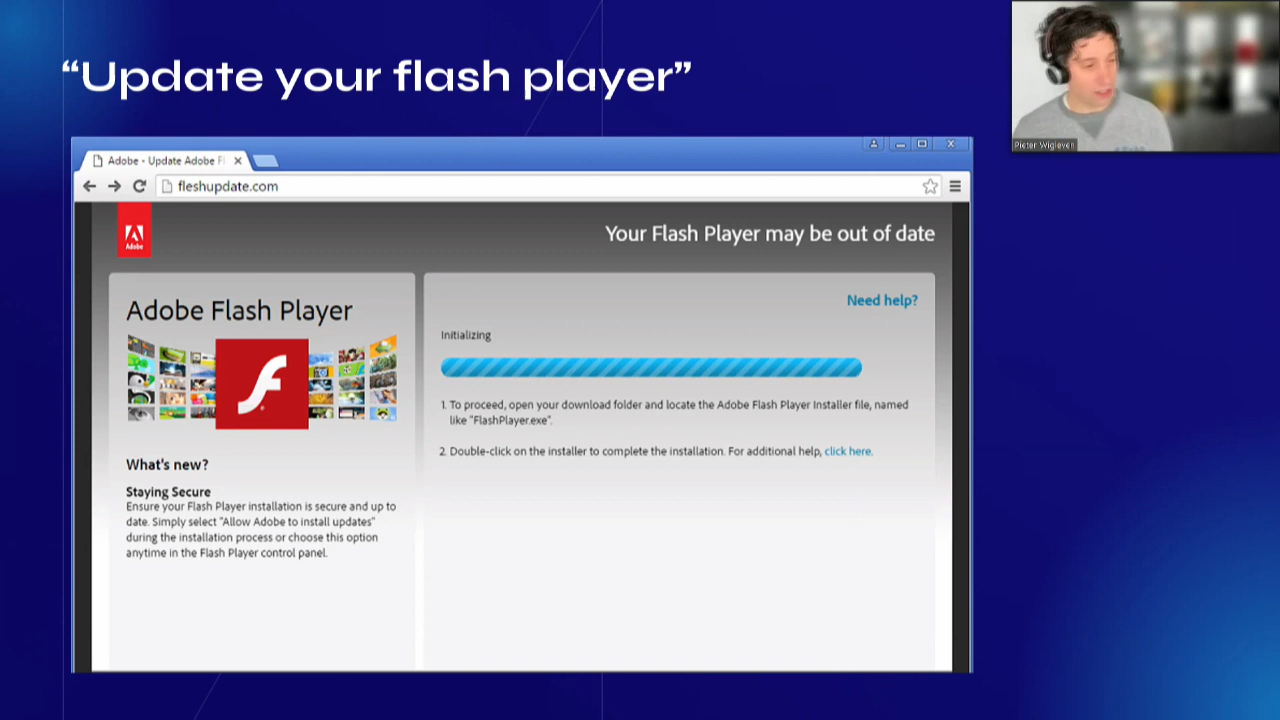 “Update your flash player”
Pieter Wigleven
Adobe - Update Adobe Fl
fleshupdate.com
Adobe
Your Flash Player may be out of date
Adobe Flash Player
What's new?
Staying Secure
Ensure your Flash Player installation is secure and up to
date. Simply select "Allow Adobe to install updates"
during the installation process or choose this option
anytime in the Flash Player control panel.
Need help?
Initializing
1. To proceed, open your download folder and locate the Adobe Flash Player Installer file, named
like "FlashPlayer.exe".
2. Double-click on the installer to complete the installation. For additional help, click here.